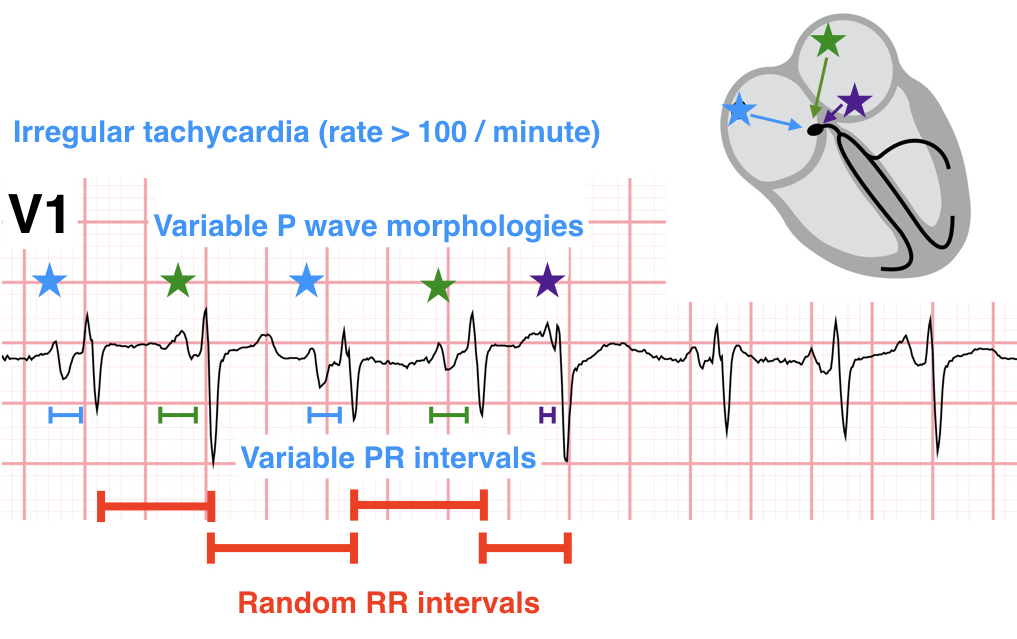 Irregular tachycardia (rate > 100 / minute)
V1
Variable P wave morphologies
Variable PR intervals
Random RR intervals